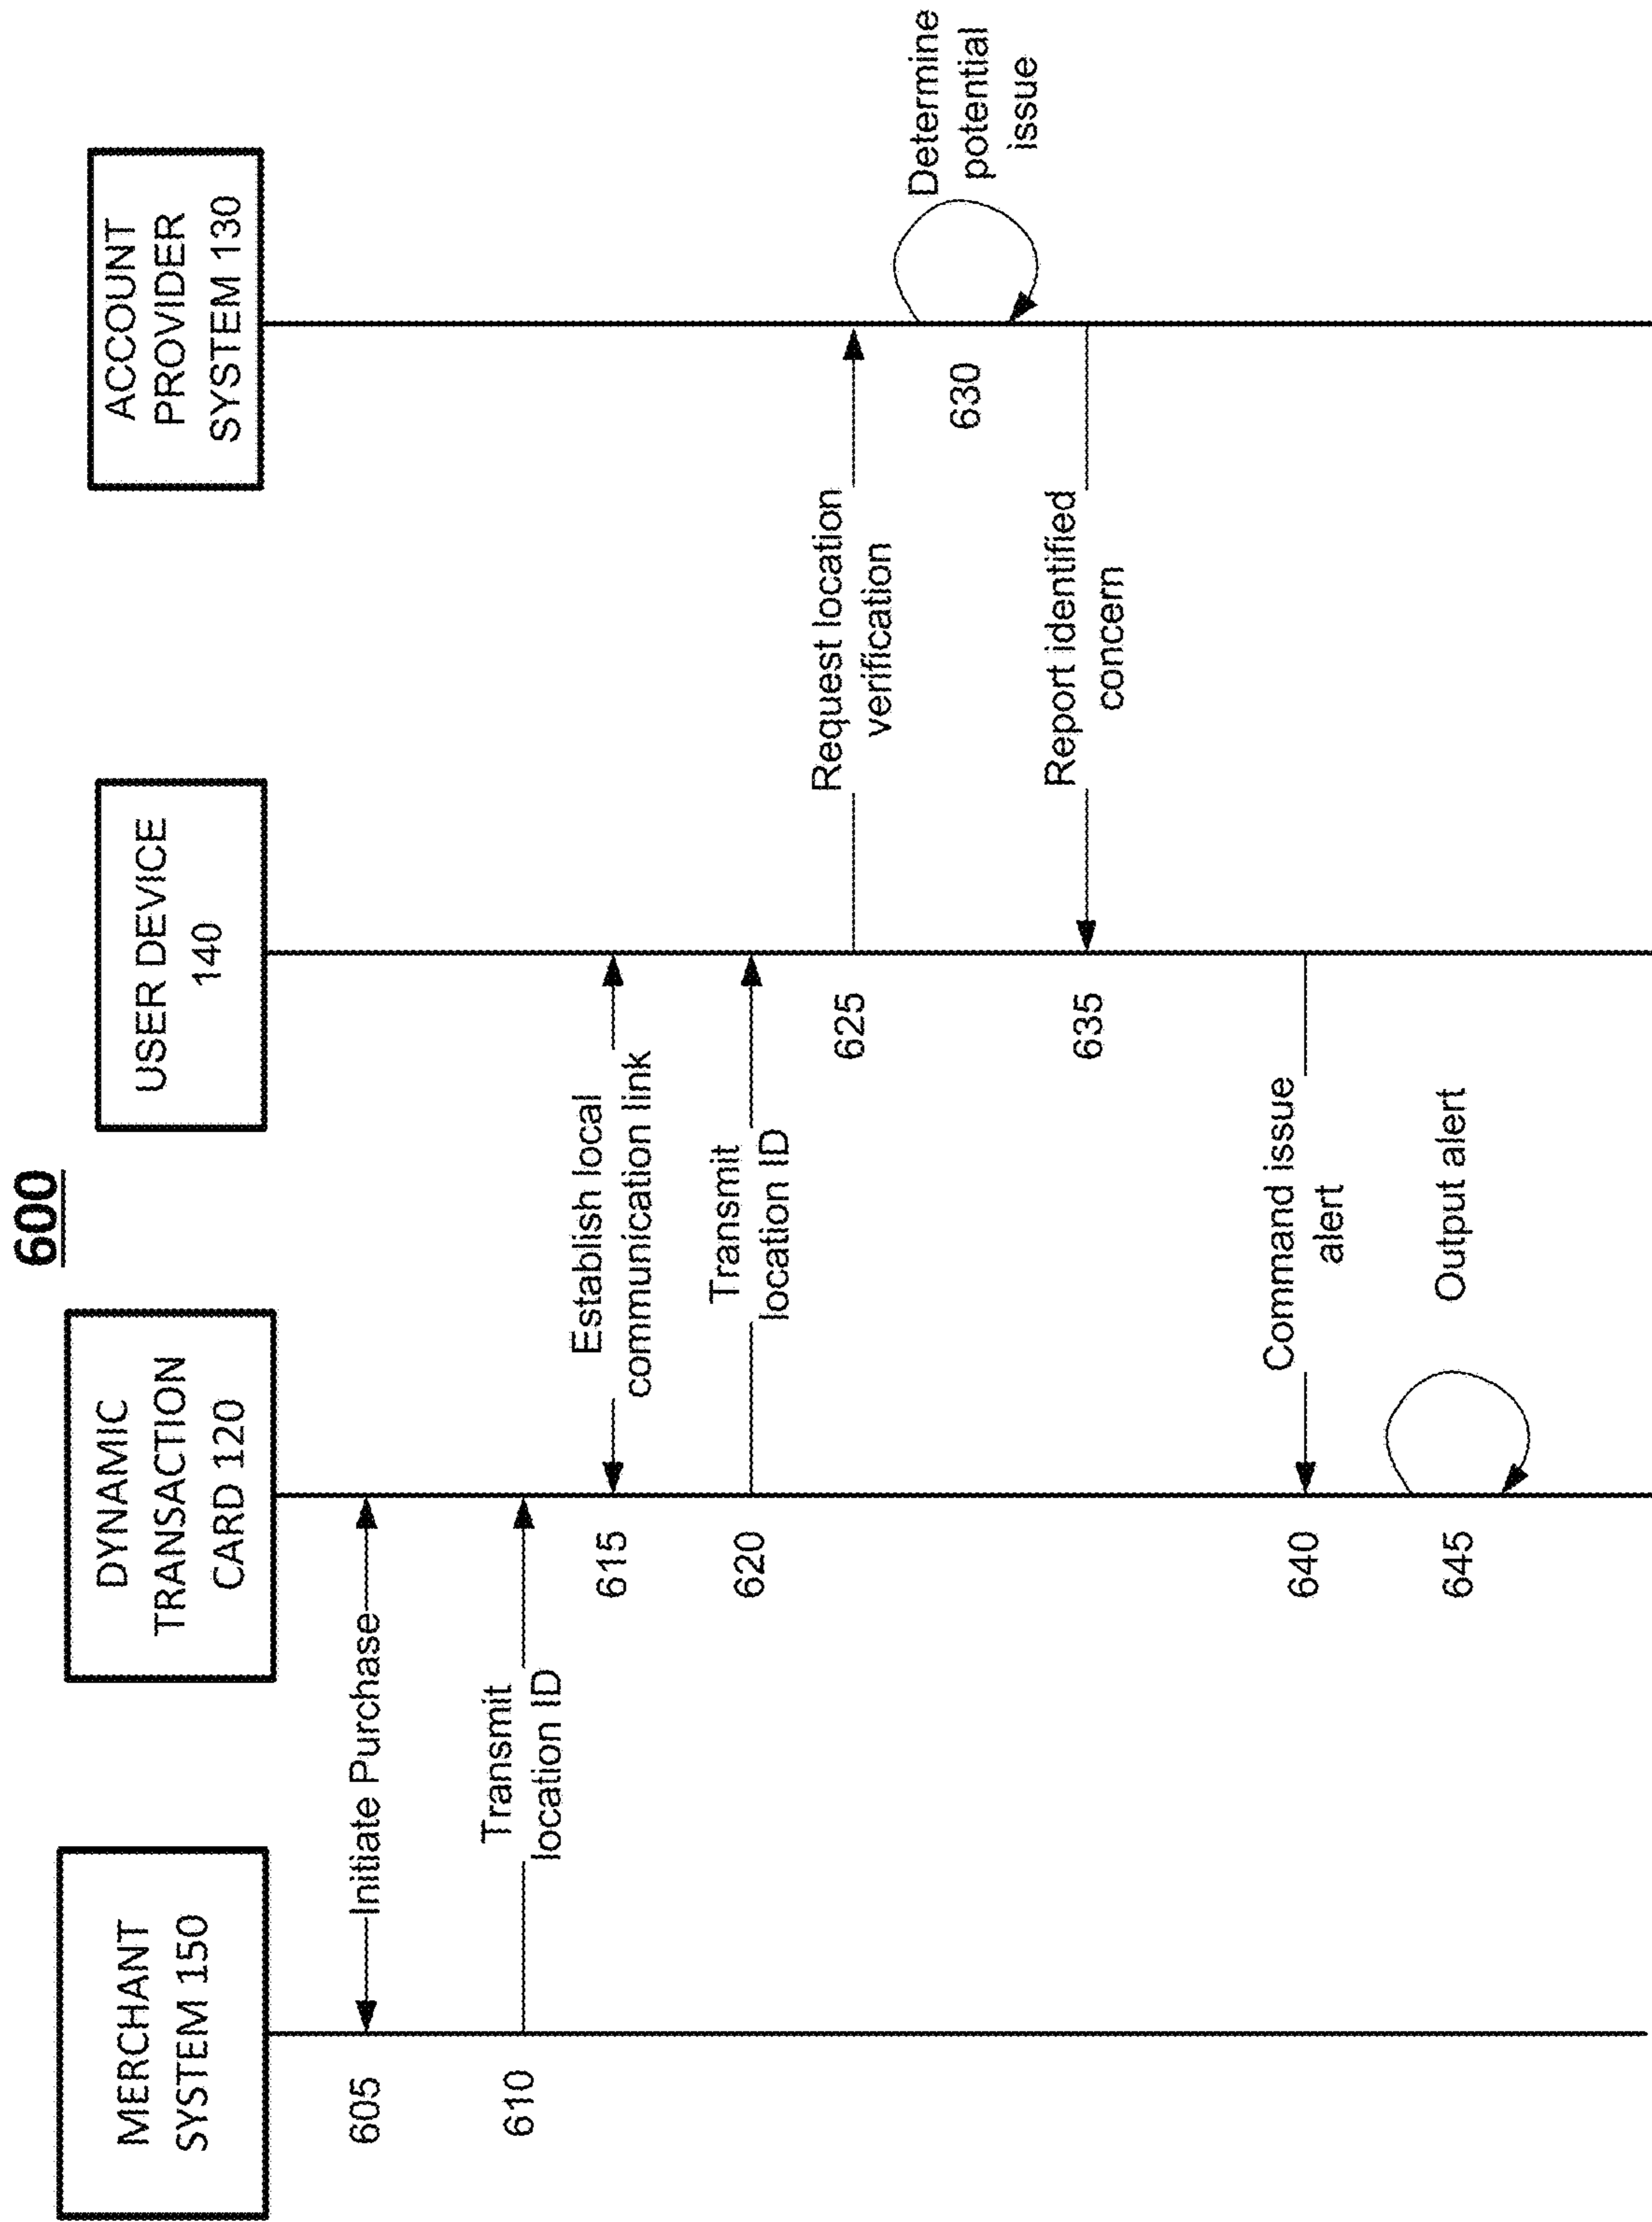 600
MERCHANT
SYSTEM 150
DYNAMIC
TRANSACTION
CARD 120
USER DEVICE
140
ACCOUNT
PROVIDER
SYSTEM 130
605
Initiate Purchase
610
Transmit
location ID
615
Establish local
communication link
620
Transmit
location ID
625
Request location
verification
630
Determine
potential
issue
635
Report identified
concern
640
Command issue
alert
645
Output alert